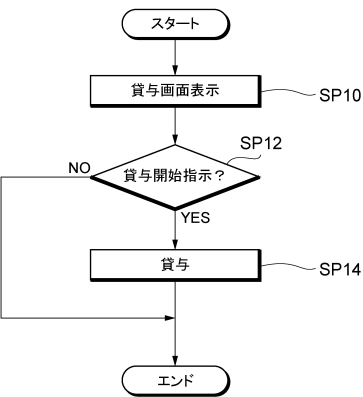 スタート
貸与画面表示
SP10
SP12
NO
貸与開始指示？
YES
貸与
SP14
エンド